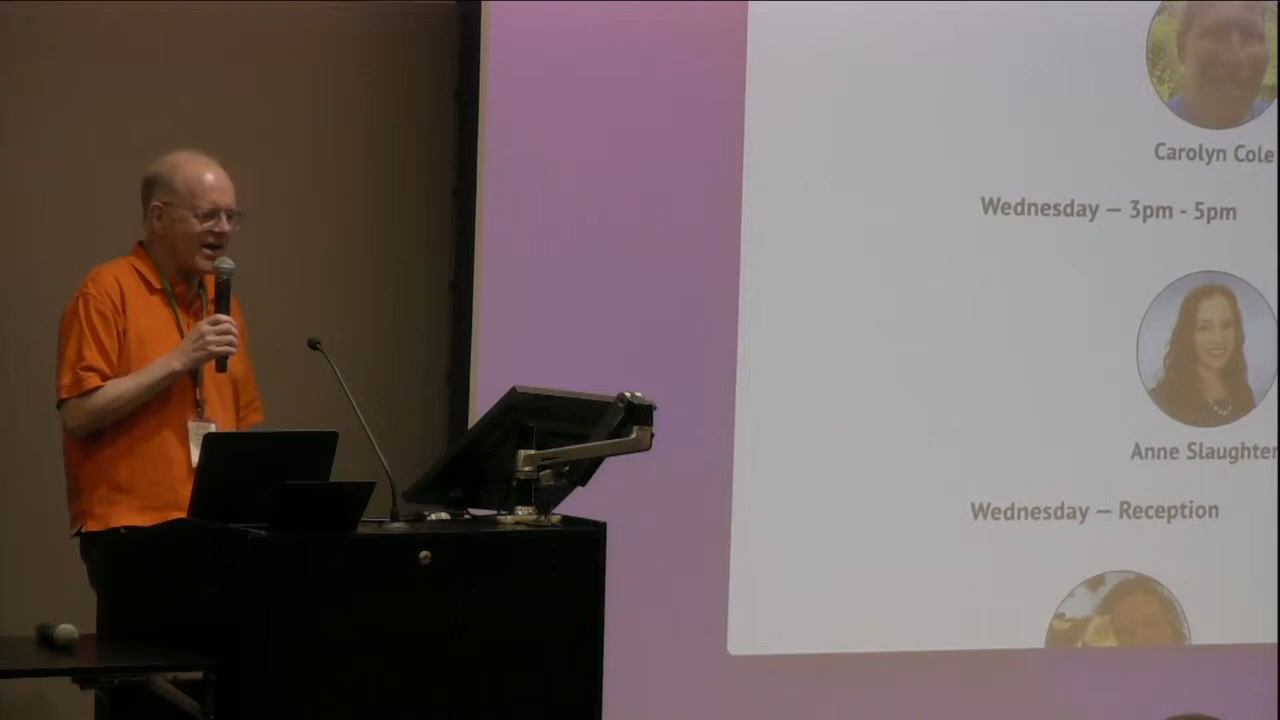 Carolyn Cole
Wednesday — 3pm - 5pm
Anne Slaughter
Wednesday — Reception